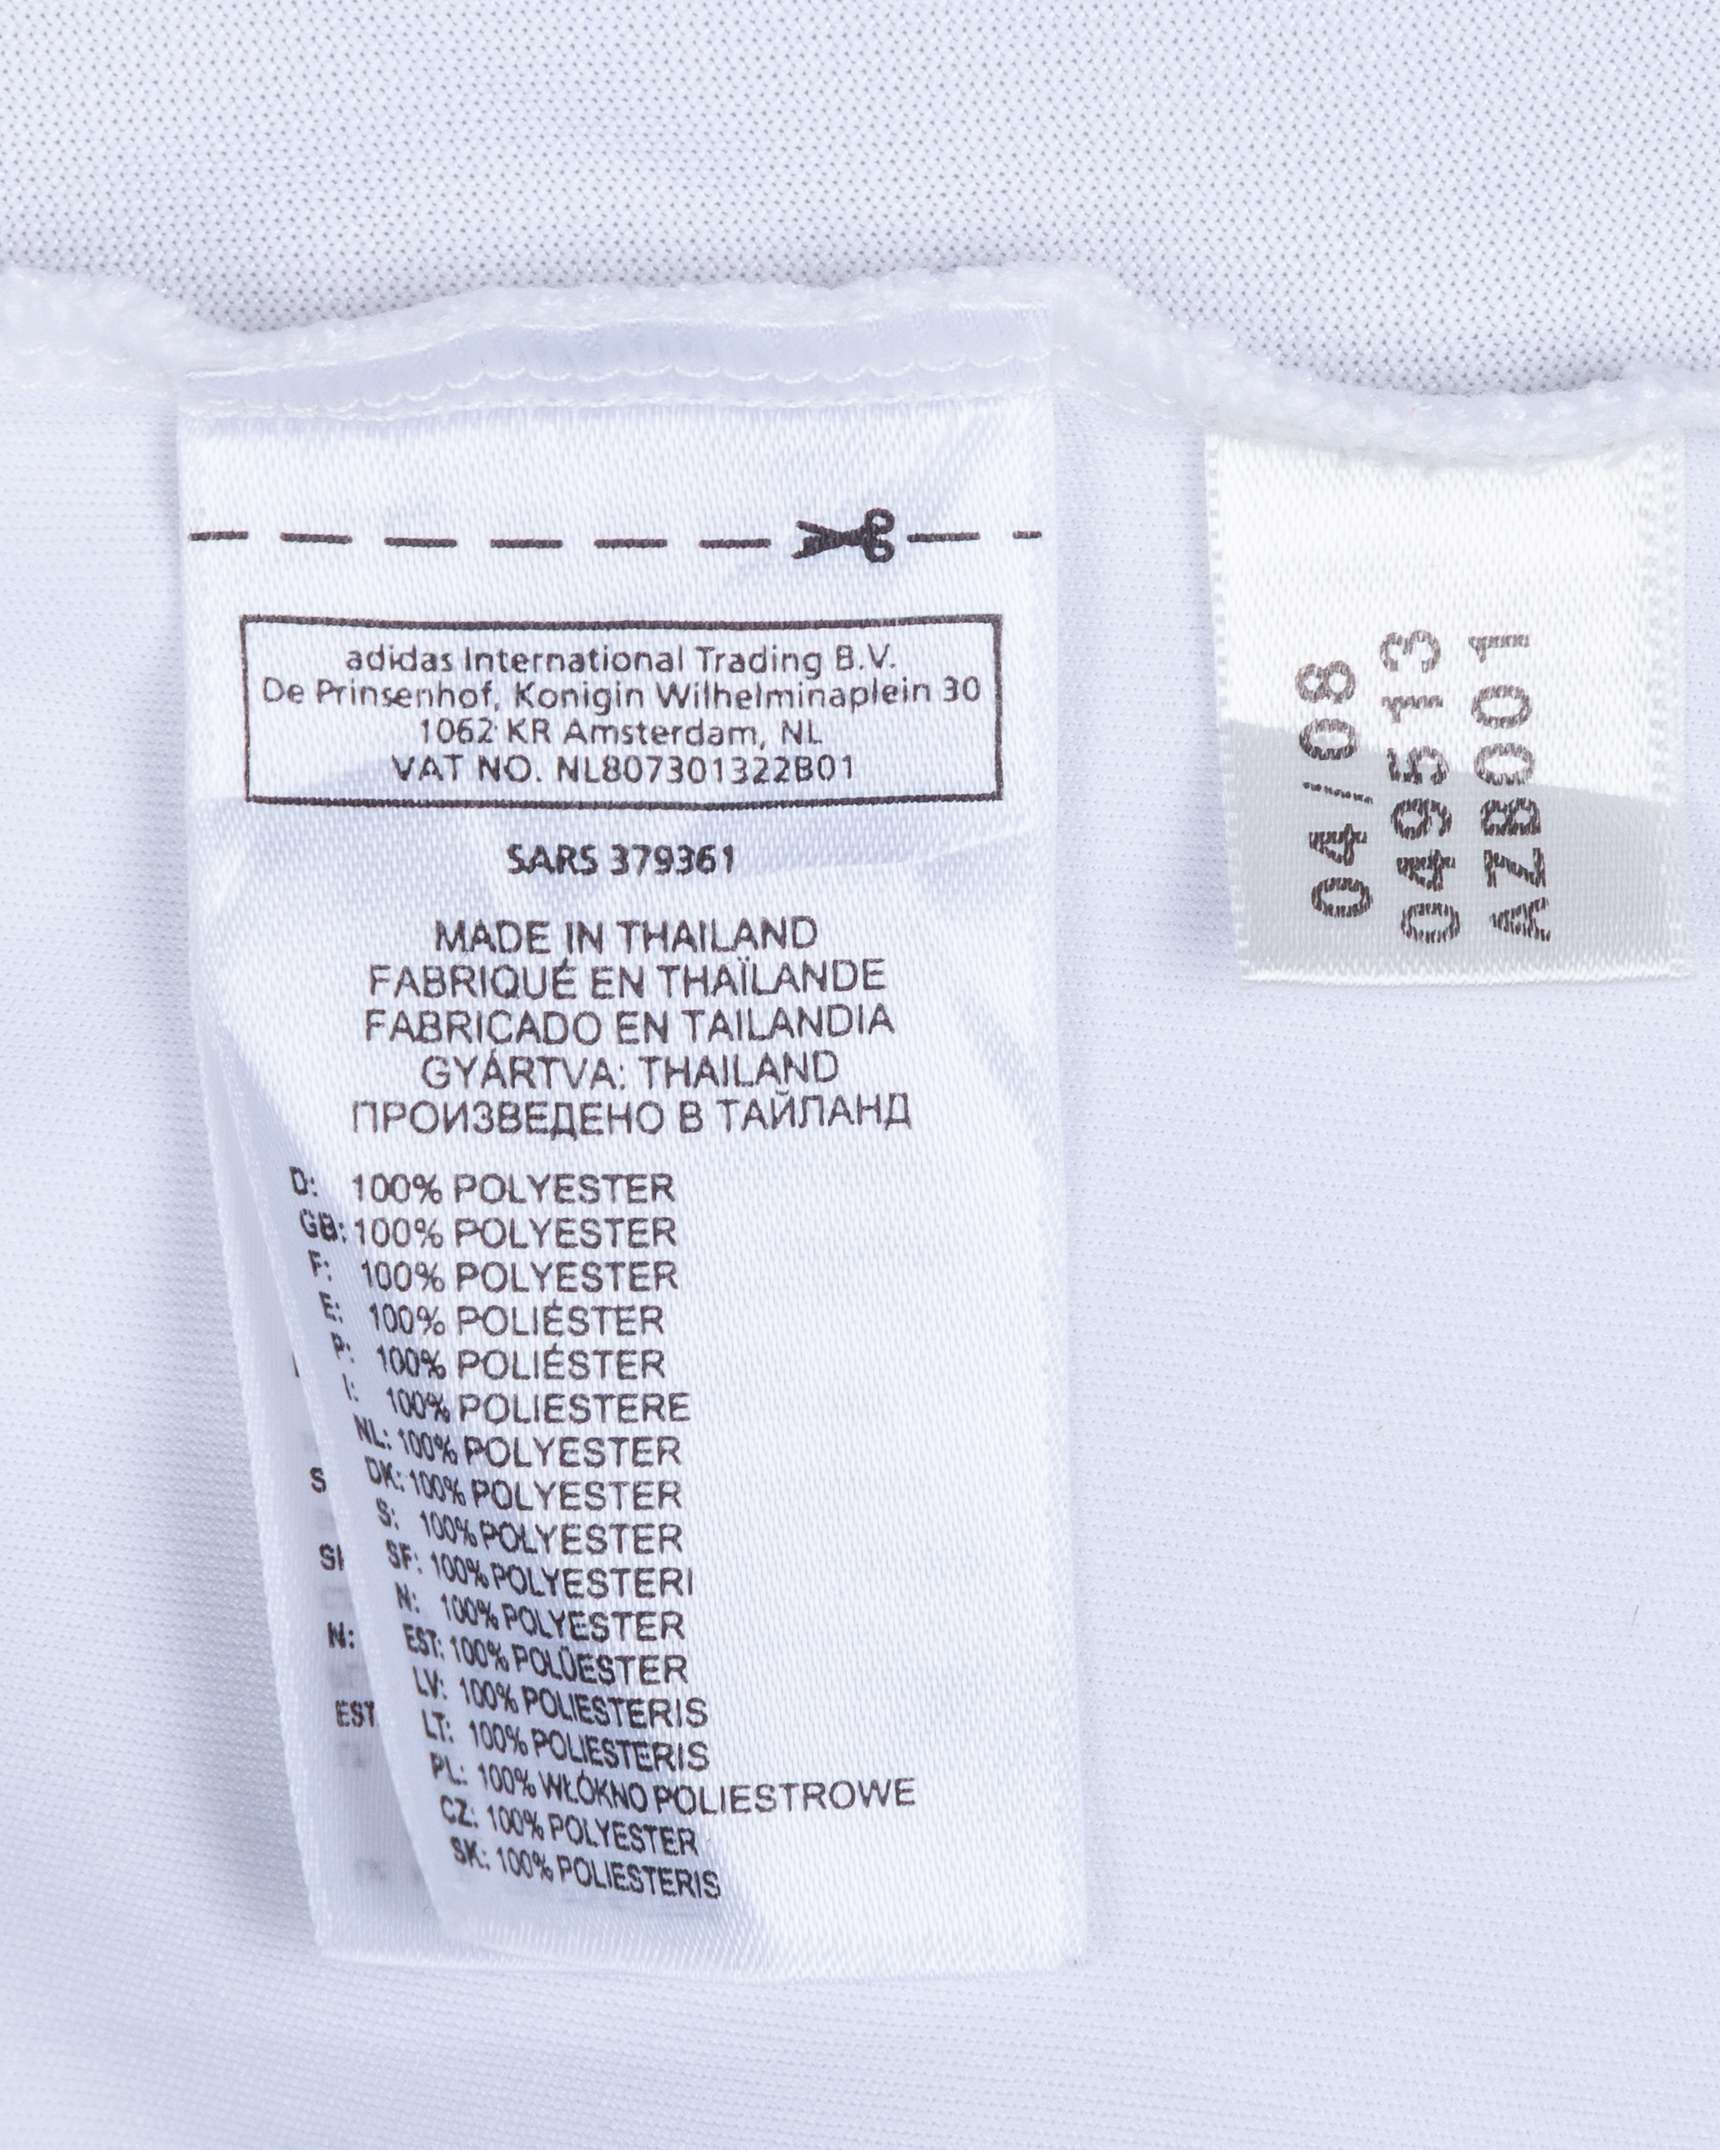 adidas International Trading B.V.
De Prinsenhof, Konigin Wilhelminaplein 30
1062 KR Amsterdam, NL
VAT NO. NL807301322B01
SARS 379361
MADE IN THAILAND
FABRIQUÉ EN THAÏLANDE
FABRICADO EN TAILANDIA
GYÁRTVA: THAILAND
ПРОИЗВЕДЕНО В ТАЙЛАНД
D: 100% POLYESTER
GB: 100% POLYESTER
F: 100% POLYESTER
E: 100% POLIÉSTER
P: 100% POLIÉSTER
I: 100% POLIESTERE
NL: 100% POLYESTER
DK: 100% POLYESTER
S: 100% POLYESTER
SF: 100% POLYESTERI
N: 100% POLYESTER
EST: 100% POLÜESTER
LV: 100% POLIESTERIS
LT: 100% POLIESTERIS
PL: 100% WŁÓKNO POLIESTROWE
CZ: 100% POLYESTER
SK: 100% POLIESTERIS
S
N:
EST
04/08
049513
AZB001